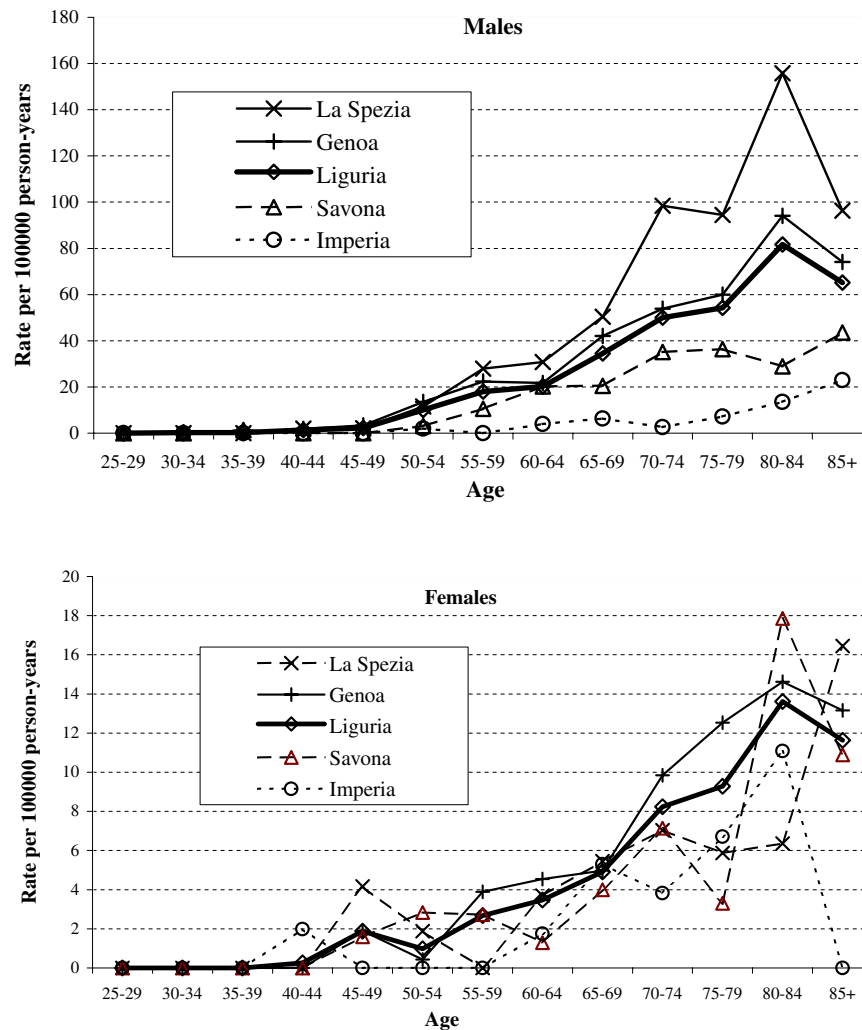 Males
Rate per 100000 person-years
180
160
140
120
100
80
60
40
20
0
La Spezia
Genoa
Liguria
Savona
Imperia
25-29 30-34 35-39 40-44 45-49 50-54 55-59 60-64 65-69 70-74 75-79 80-84 85+
Age
Females
Rate per 100000 person-years
20
18
16
14
12
10
8
6
4
2
0
La Spezia
Genoa
Liguria
Savona
Imperia
25-29 30-34 35-39 40-44 45-49 50-54 55-59 60-64 65-69 70-74 75-79 80-84 85+
Age